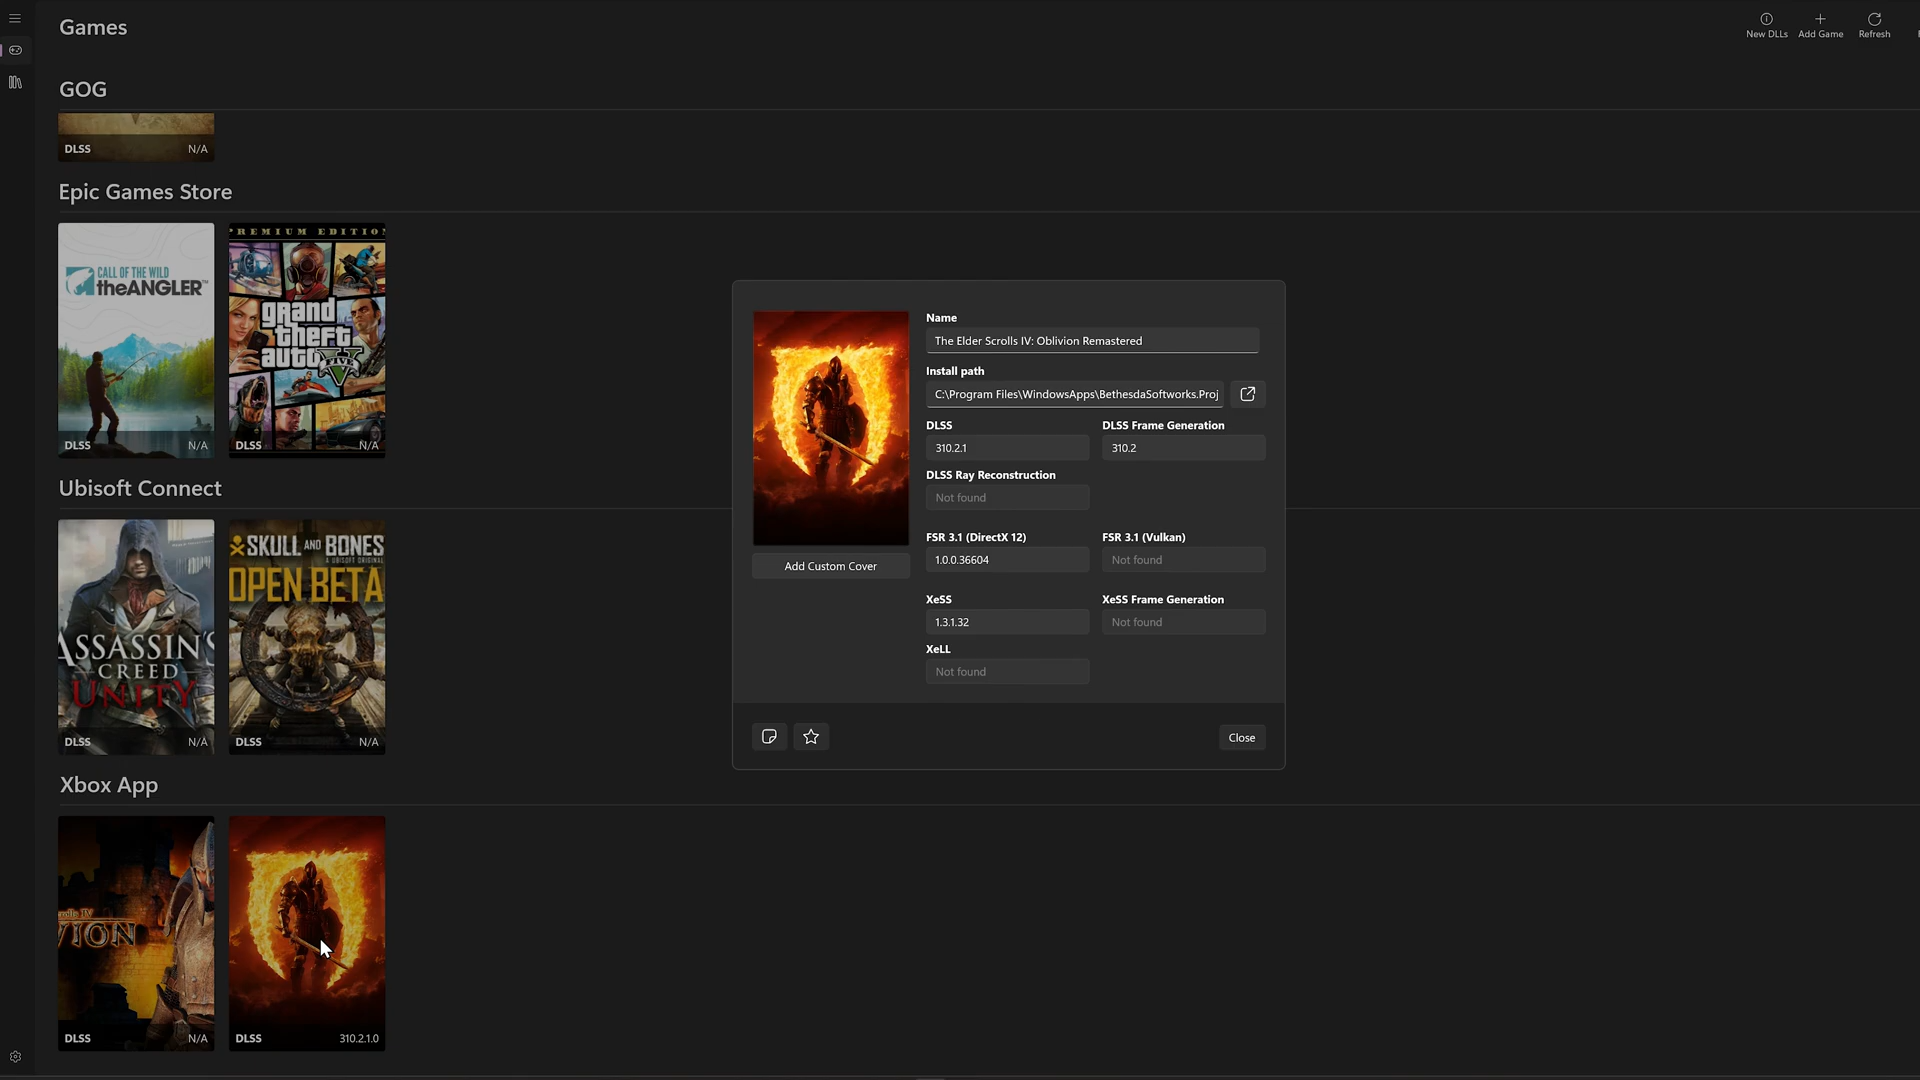 Games
New DLLs
Add Game
Refresh
GOG
DLSS N/A
Epic Games Store
CALL OF THE WILD
theANGLER™
DLSS N/A
PREMIUM EDITION
grand
theft
auto
FIVE
DLSS N/A
Ubisoft Connect
ASSASSIN'S
CREED
UNITY
DLSS N/A
SKULL AND BONES
A UBISOFT ORIGINAL
OPEN BETA
DLSS N/A
Xbox App
DLSS N/A
DLSS 310.2.1.0
Name
The Elder Scrolls IV: Oblivion Remastered
Install path
C:\Program Files\WindowsApps\BethesdaSoftworks.Proj
DLSS
310.2.1
DLSS Frame Generation
310.2
DLSS Ray Reconstruction
Not found
FSR 3.1 (DirectX 12)
1.0.0.36604
FSR 3.1 (Vulkan)
Not found
XeSS
1.3.1.32
XeSS Frame Generation
Not found
XeLL
Not found
Add Custom Cover
Close